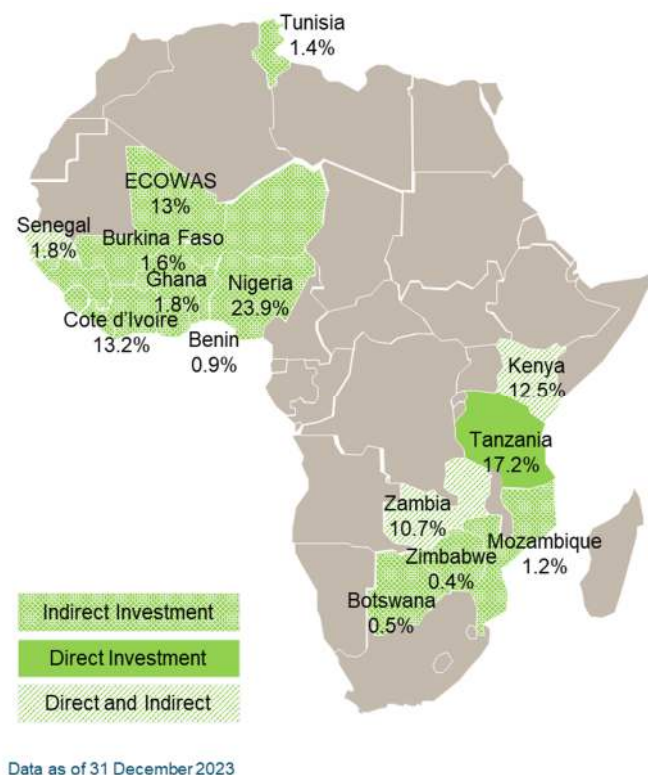 Tunisia
1.4%
ECOWAS
13%
Senegal
1.8%
Burkina Faso
1.6%
Ghana
1.8%
Nigeria
23.9%
Cote d'Ivoire
13.2%
Benin
0.9%
Kenya
12.5%
Tanzania
17.2%
Zambia
10.7%
Mozambique
1.2%
Zimbabwe
0.4%
Botswana
0.5%
Indirect Investment
Direct Investment
Direct and Indirect
Data as of 31 December 2023